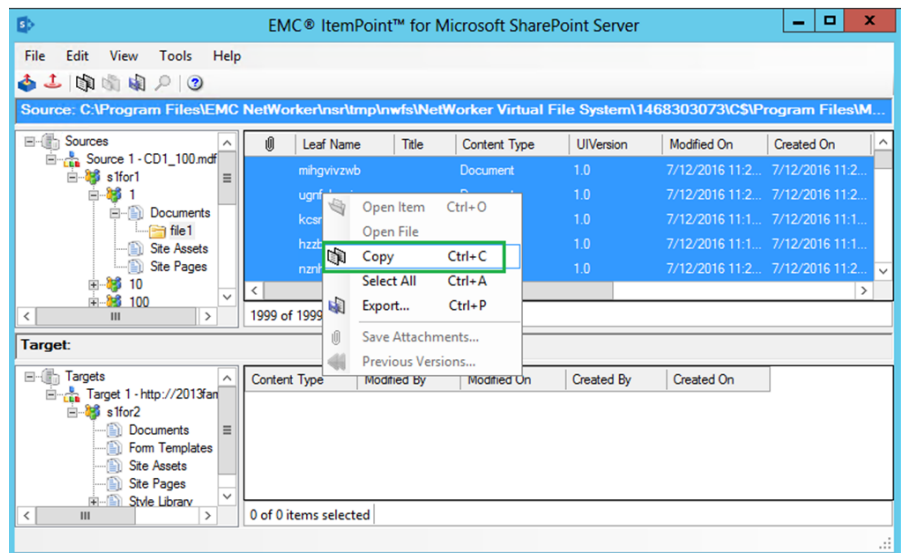 EMC® ItemPoint™ for Microsoft SharePoint Server
File Edit View Tools Help
Source: C:\Program Files\EMC NetWorker\nsr\tmp\nwfs\NetWorker Virtual File System\1468303073\C$\Program Files\M...
Sources
Source 1 - CD1_100.mdf
s1for1
1
Documents
file1
Site Assets
Site Pages
10
100
Leaf Name Title Content Type UIVersion Modified On Created On
mihgvivzwb Document 1.0 7/12/2016 11:2... 7/12/2016 11:2...
1.0 7/12/2016 11:2... 7/12/2016 11:2...
1.0 7/12/2016 11:1... 7/12/2016 11:1...
1.0 7/12/2016 11:1... 7/12/2016 11:1...
1.0 7/12/2016 11:2... 7/12/2016 11:2...
1999 of 1999
Open Item Ctrl+O
Open File
Copy Ctrl+C
Select All Ctrl+A
Export... Ctrl+P
Save Attachments...
Previous Versions...
Target:
Targets
Target 1 - http://2013fan
s1for2
Documents
Form Templates
Site Assets
Site Pages
Style Library
Content Type Modified By Modified On Created By Created On
0 of 0 items selected